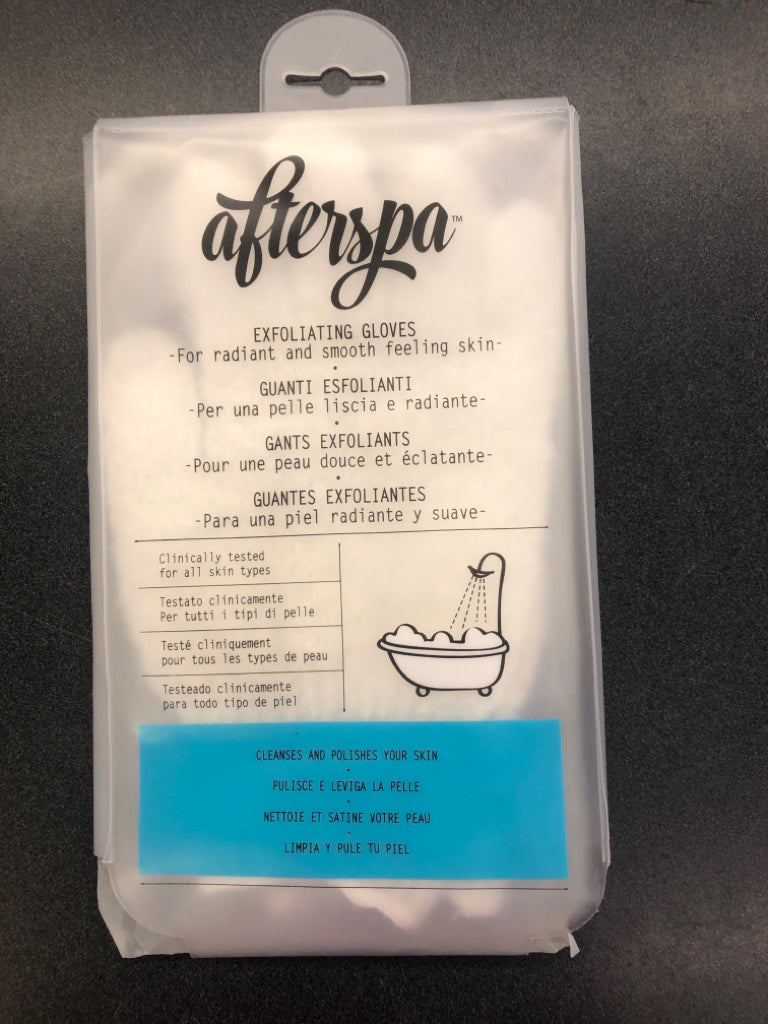 afterspa™
EXFOLIATING GLOVES
-For radiant and smooth feeling skin-
•
GUANTI ESFOLIANTI
-Per una pelle liscia e radiante-
•
GANTS EXFOLIANTS
-Pour une peau douce et éclatante-
•
GUANTES EXFOLIANTES
-Para una piel radiante y suave-
Clinically tested
for all skin types
Testato clinicamente
Per tutti i tipi di pelle
Testé cliniquement
pour tous les types de peau
Testeado clinicamente
para todo tipo de piel
CLEANSES AND POLISHES YOUR SKIN
•
PULISCE E LEVIGA LA PELLE
•
NETTOIE ET SATINE VOTRE PEAU
•
LIMPIA Y PULE TU PIEL